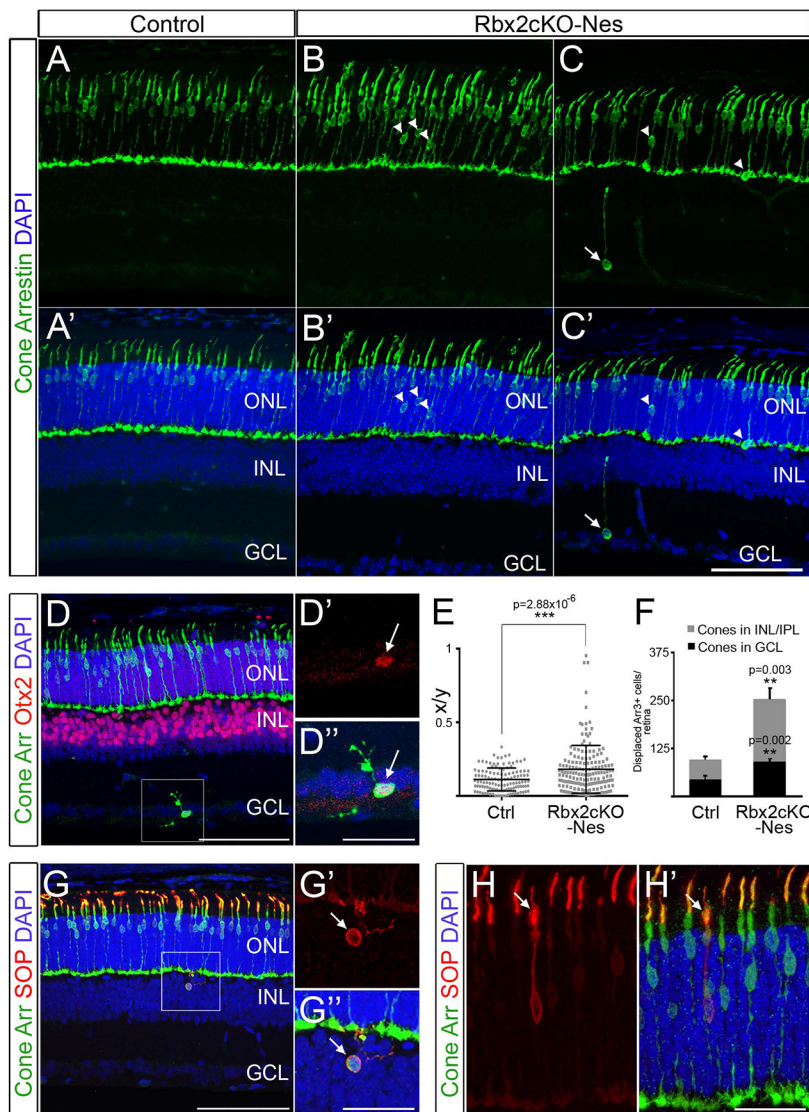 Control
Rbx2cKO-Nes
Cone Arrestin DAPI
A
B
C
A’
ONL
INL
GCL
B’
ONL
INL
GCL
C’
ONL
INL
GCL
Cone Arr Otx2 DAPI
D
ONL
INL
GCL
D’
D’’
E
p=2.88x10-6
***
x/y
1
0.5
Ctrl
Rbx2cKO
-Nes
F
Cones in INL/IPL
Cones in GCL
Displaced Arr3+ cells/
retina
375
250
125
p=0.003
**
p=0.002
**
Ctrl
Rbx2cKO
-Nes
Cone Arr SOP DAPI
G
ONL
INL
GCL
G’
G’’
Cone Arr SOP DAPI
H
H’